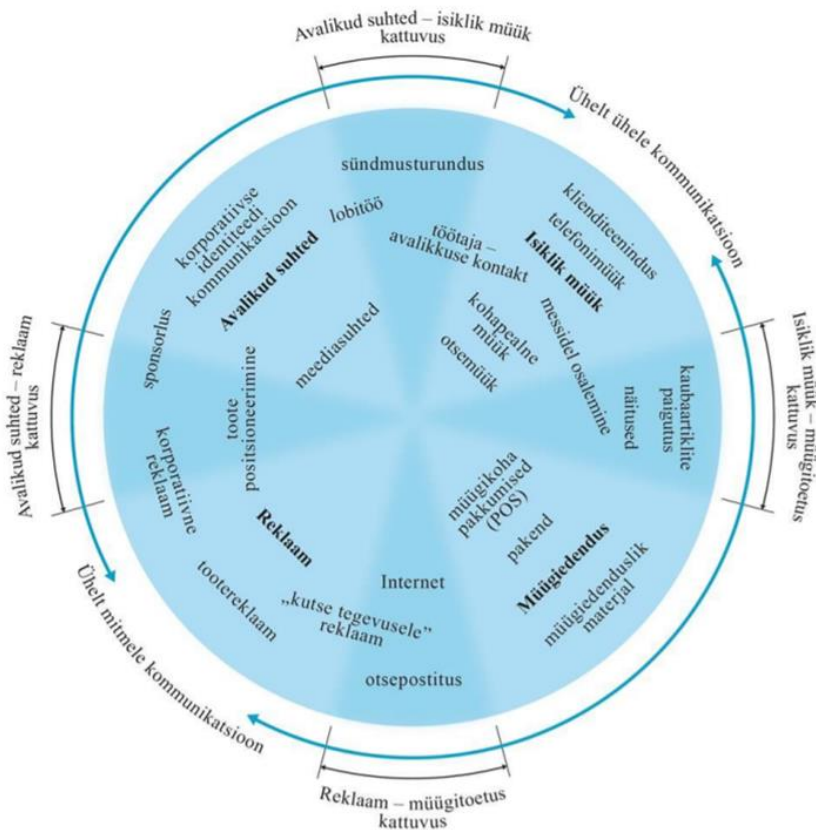 Avalikud suhted – isiklik müük
kattuvus
Ühelt ühele kommunikatsioon
sündmusturundus
korporatiivse
identiteedi
kommunikatsioon
lobitöö
Avalikud suhted
töötaja –
avalikkuse kontakt
klienditeenindus
telefonimüük
Isiklik müük
meediasuhted
kohapealne
müük
otsemüük
messidel osalemine
sponsorlus
Avalikud suhted – reklaam
kattuvus
toote
positsioneerimine
näitused
kaubaartiklite
paigutus
Isiklik müük – müügitoetus
kattuvus
korporatiivne
reklaam
Reklaam
tootereklaam
müügikoha
pakkumised
(POS)
pakend
Müügiedendus
müügiedenduslik
materjal
Internet
„kutse tegevusele”
reklaam
otsepostitus
Ühelt mitmele kommunikatsioon
Reklaam – müügitoetus
kattuvus